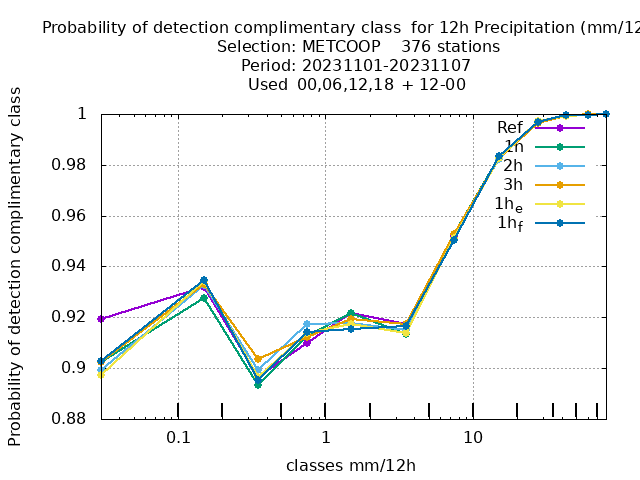 Probability of detection complimentary class  for 12h Precipitation (mm/12
Selection: METCOOP    376 stations
Period: 20231101-20231107
Used  00,06,12,18 + 12-00
Probability of detection complimentary class
1
0.98
0.96
0.94
0.92
0.9
0.88
0.1
1
10
classes mm/12h
Ref
1h
2h
3h
1he
1hf